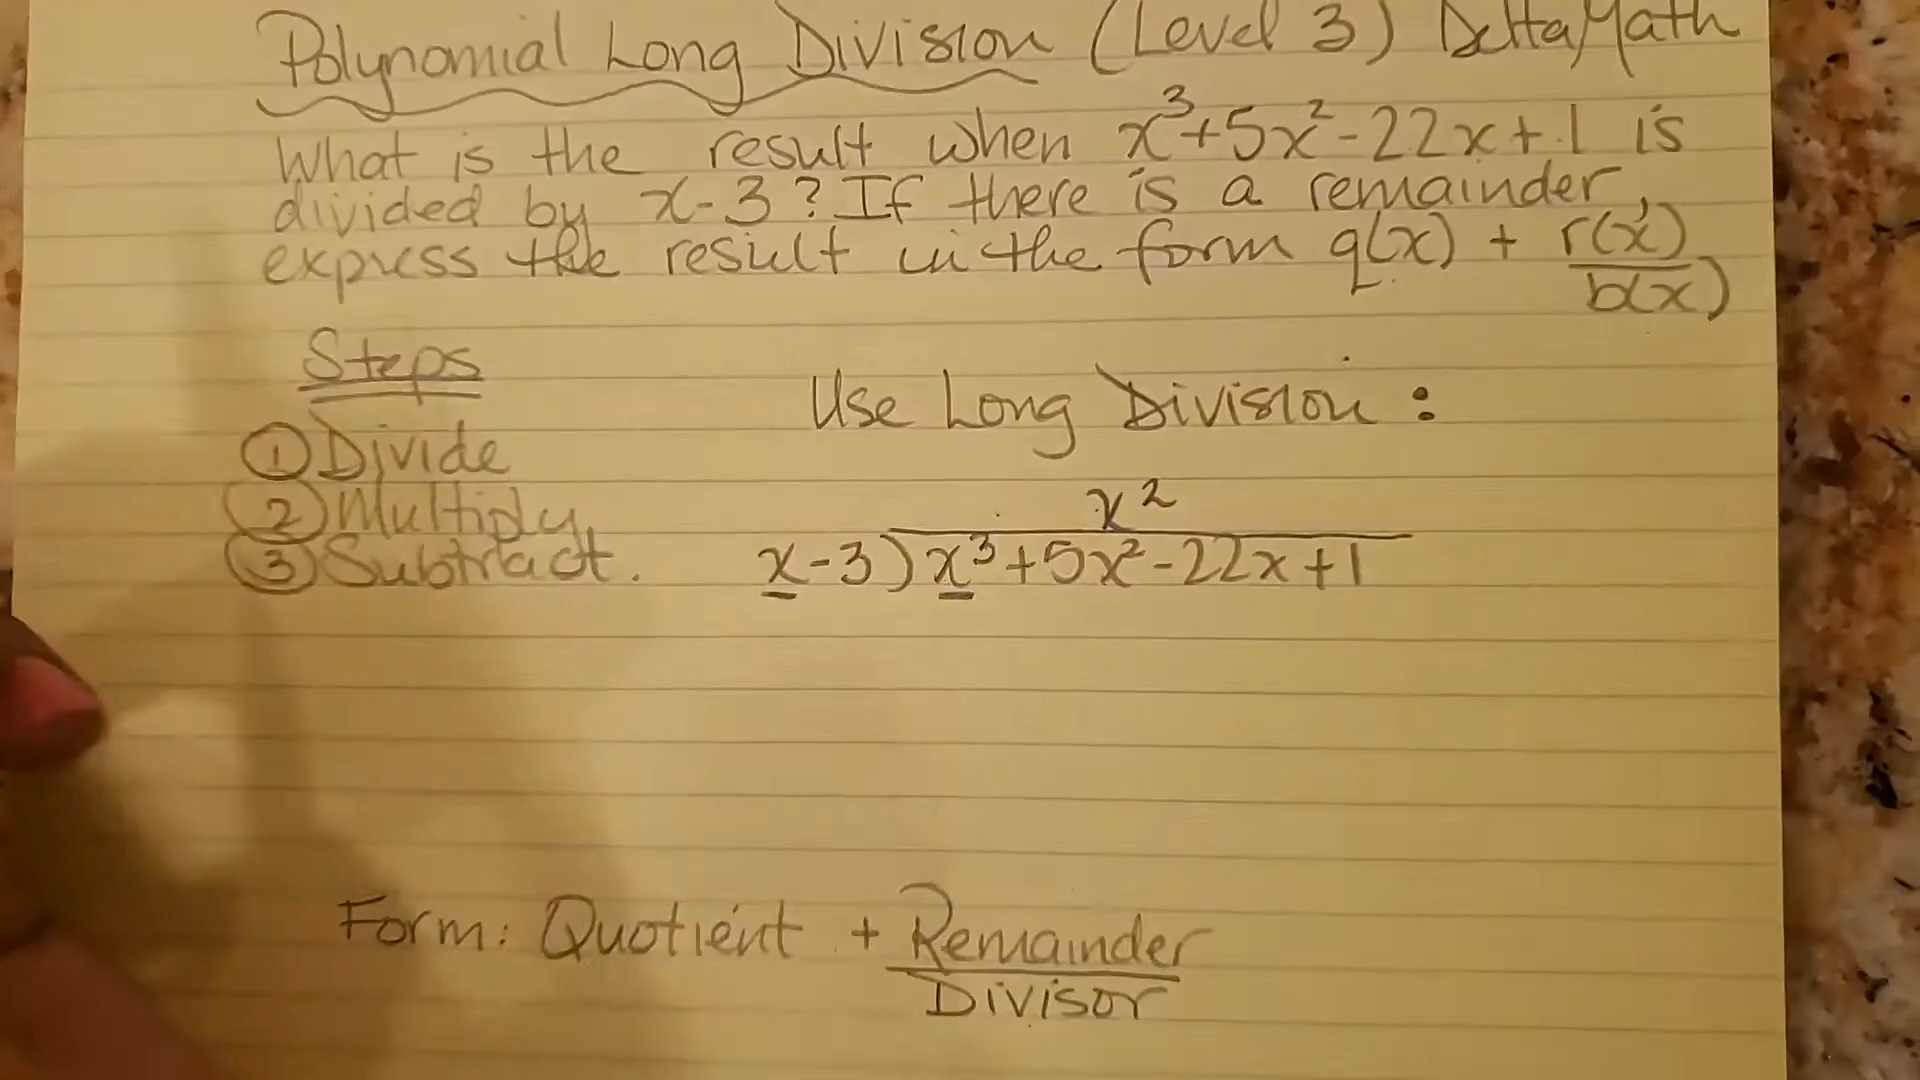 Polynomial Long Division (Level 3) DeltaMath
What is the result when x³+5x²-22x+1 is
divided by x-3? If there is a remainder,
express the result in the form q(x) + r(x)/b(x)
Steps
Use Long Division:
① Divide
② Multiply
③ Subtract.
x²
x-3)x³+5x²-22x+1
Form: Quotient + Remainder/Divisor